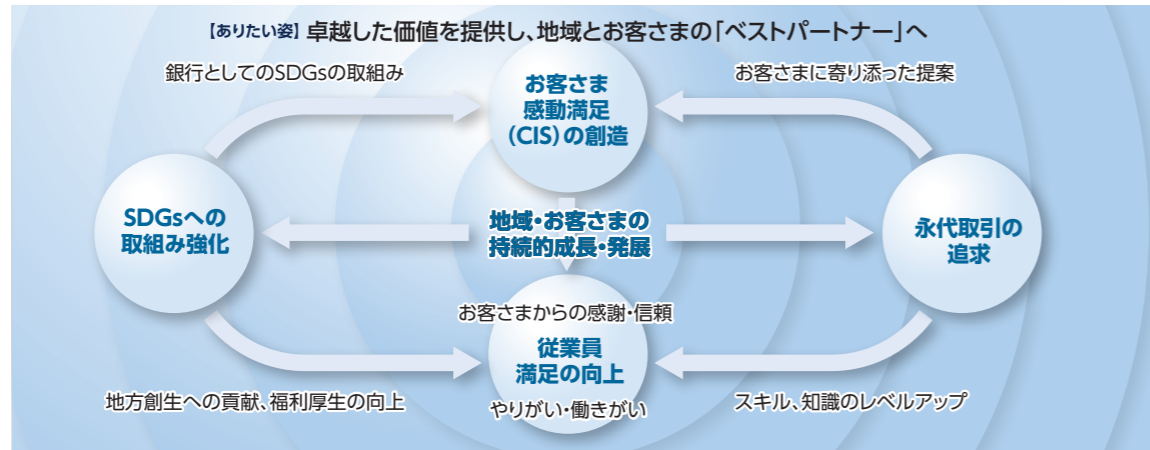 【ありたい姿】卓越した価値を提供し、地域とお客さまの「ベストパートナー」へ
銀行としてのSDGsの取組み
お客さまに寄り添った提案
お客さま
感動満足
(CIS)の創造
SDGsへの
取組み強化
地域・お客さまの
持続的成長・発展
永代取引の
追求
お客さまからの感謝・信頼
従業員
満足の向上
やりがい・働きがい
地方創生への貢献、福利厚生の向上
スキル、知識のレベルアップ